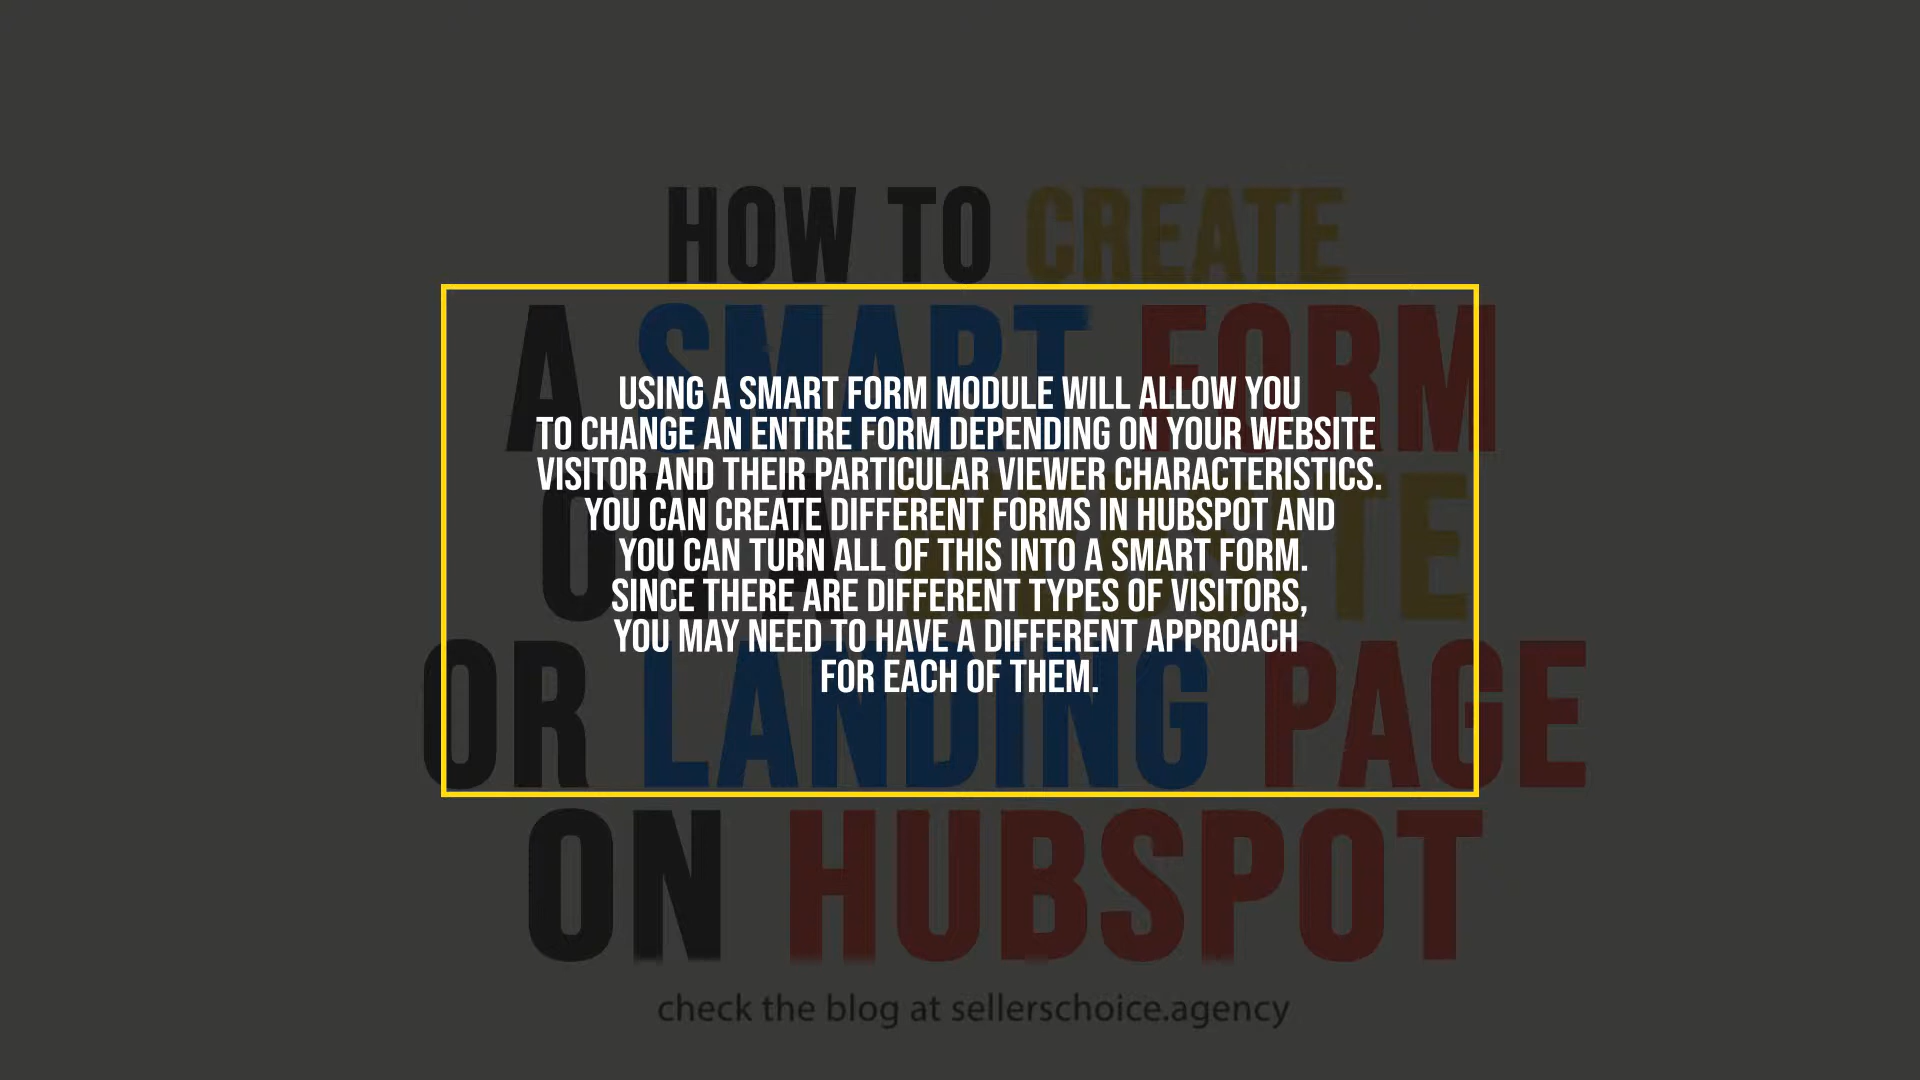 HOW TO CREATE
A SMART FORM
ON A WEBSITE
OR LANDING PAGE
ON HUBSPOT
USING A SMART FORM MODULE WILL ALLOW YOU
TO CHANGE AN ENTIRE FORM DEPENDING ON YOUR WEBSITE
VISITOR AND THEIR PARTICULAR VIEWER CHARACTERISTICS.
YOU CAN CREATE DIFFERENT FORMS IN HUBSPOT AND
YOU CAN TURN ALL OF THIS INTO A SMART FORM.
SINCE THERE ARE DIFFERENT TYPES OF VISITORS,
YOU MAY NEED TO HAVE A DIFFERENT APPROACH
FOR EACH OF THEM.
check the blog at sellerschoice.agency